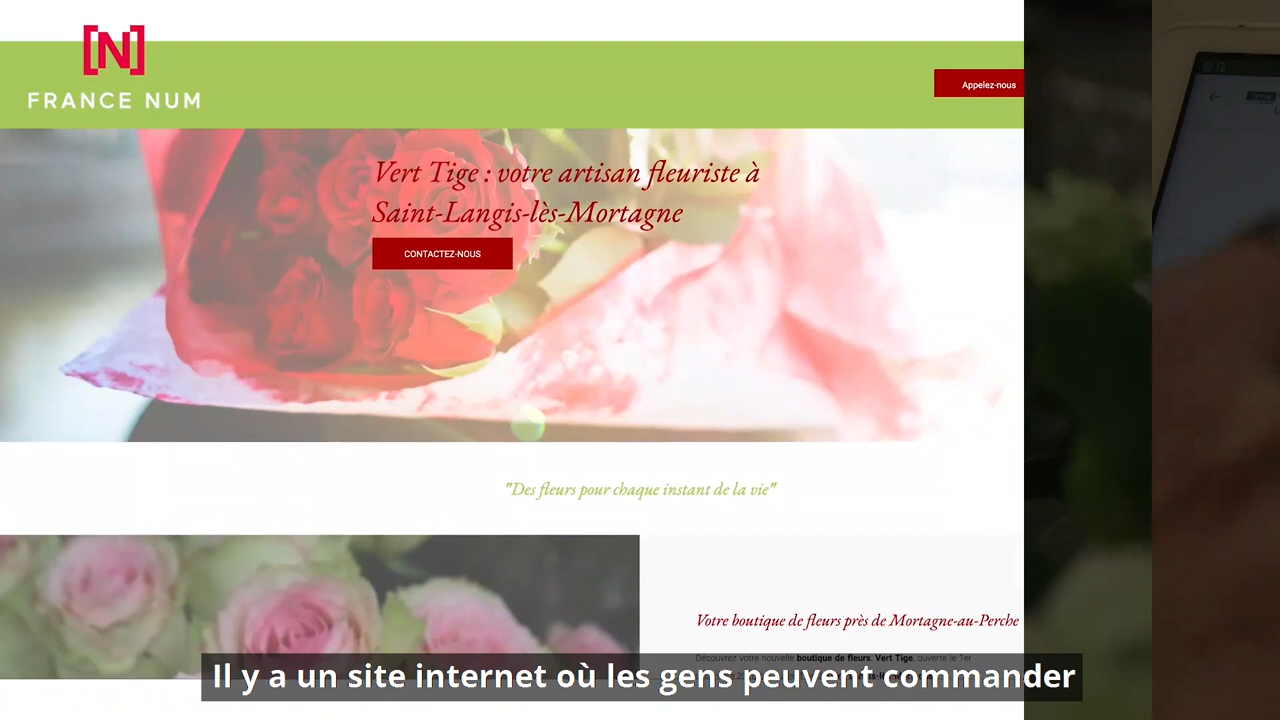 [N]
FRANCE NUM
Appelez-nous
Vert Tige : votre artisan fleuriste à
Saint-Langis-lès-Mortagne
CONTACTEZ-NOUS
"Des fleurs pour chaque instant de la vie"
Votre boutique de fleurs près de Mortagne-au-Perche
Découvrez votre nouvelle boutique de fleurs, Vert Tige, ouverte le 1er
Il y a un site internet où les gens peuvent commander